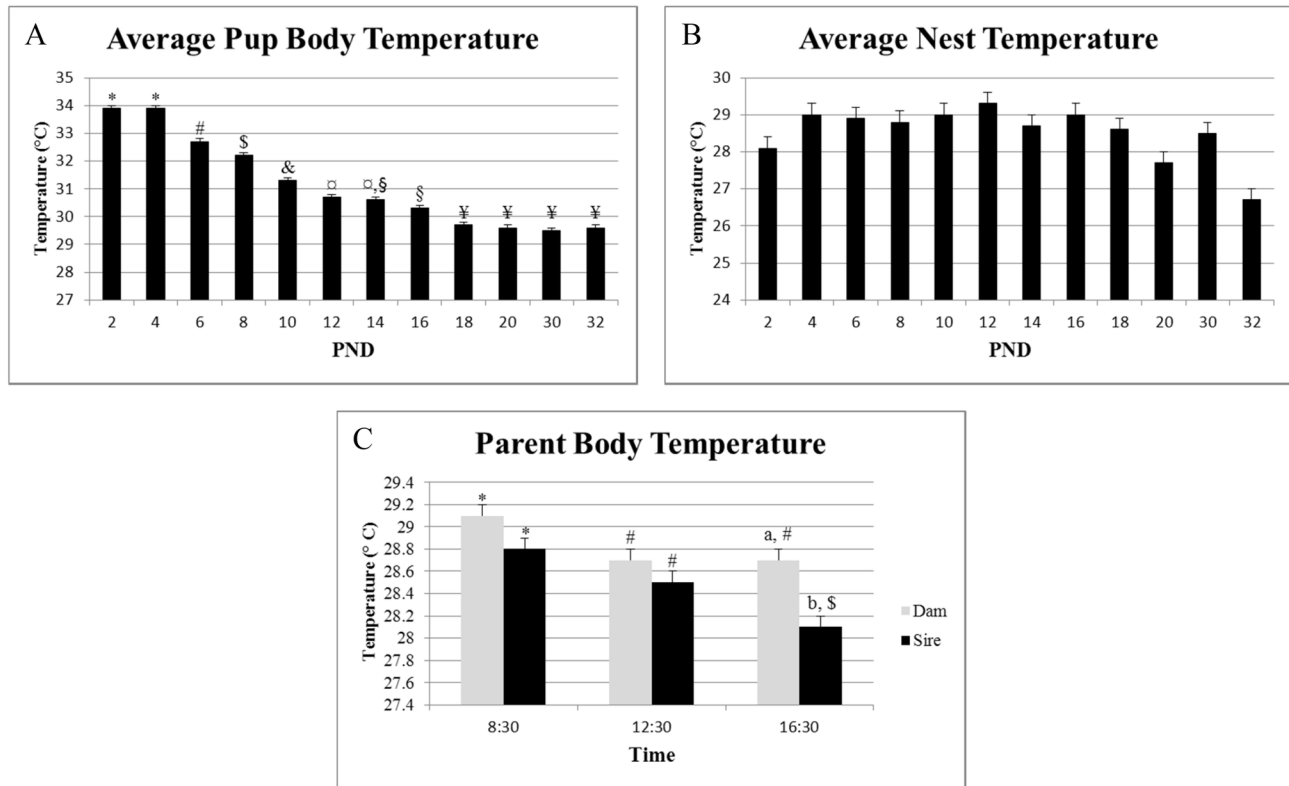 A
Average Pup Body Temperature
Temperature (°C)
35
34
33
32
31
30
29
28
27
*
*
#
$
&
¤
¤,§
§
¥
¥
¥
¥
2 4 6 8 10 12 14 16 18 20 30 32
PND
B
Average Nest Temperature
Temperature (°C)
30
29
28
27
26
25
24
2 4 6 8 10 12 14 16 18 20 30 32
PND
C
Parent Body Temperature
Temperature (° C)
29.4
29.2
29
28.8
28.6
28.4
28.2
28
27.8
27.6
27.4
*
*
#
#
a, #
b, $
8:30 12:30 16:30
Time
Dam
Sire